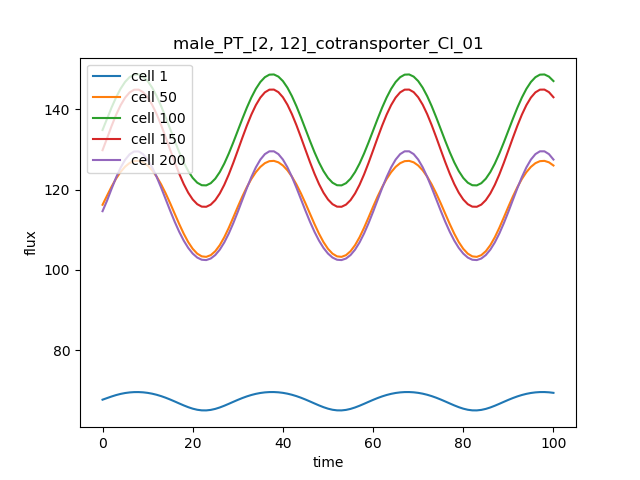 male_PT_[2, 12]_cotransporter_Cl_01
cell 1
cell 50
cell 100
cell 150
cell 200
flux
140
120
100
80
0
20
40
60
80
100
time